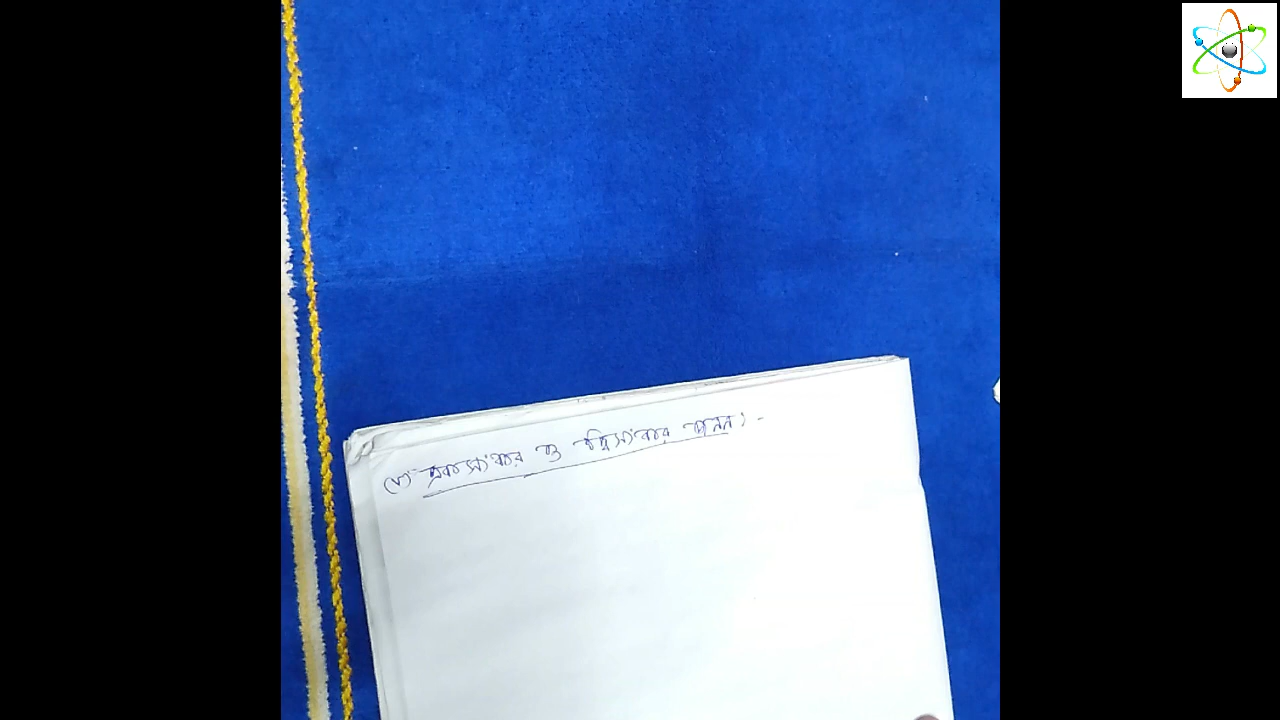 একসংকর ও দ্বিসংকর জনন :-